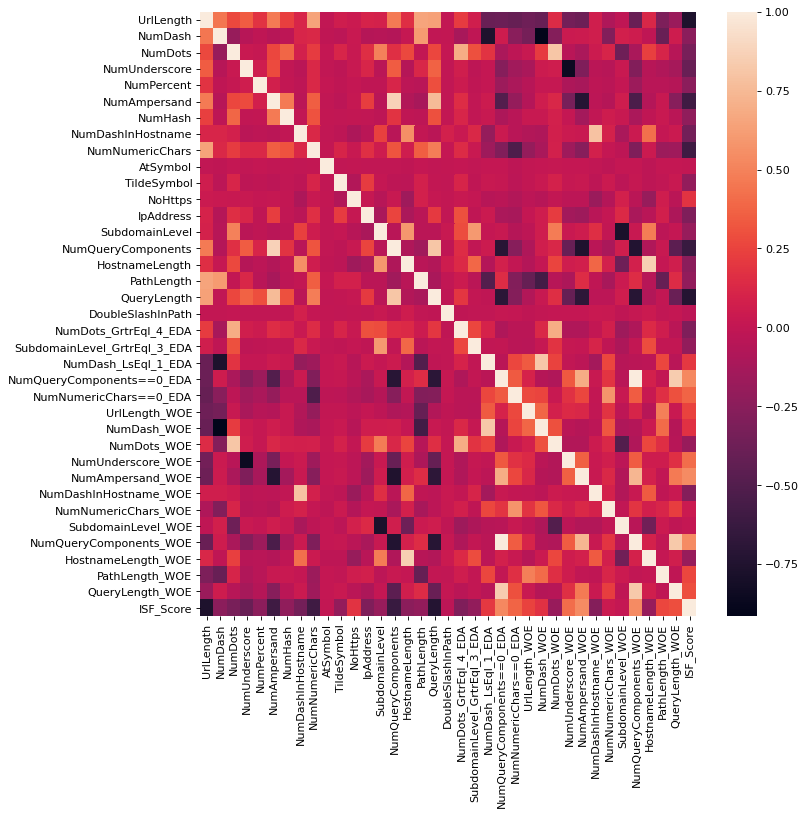 UrlLength
NumDash
NumDots
NumUnderscore
NumPercent
NumAmpersand
NumHash
NumDashInHostname
NumNumericChars
AtSymbol
TildeSymbol
NoHttps
IpAddress
SubdomainLevel
NumQueryComponents
HostnameLength
PathLength
QueryLength
DoubleSlashInPath
NumDots_GrtrEql_4_EDA
SubdomainLevel_GrtrEql_3_EDA
NumDash_LsEql_1_EDA
NumQueryComponents==0_EDA
NumNumericChars==0_EDA
UrlLength_WOE
NumDash_WOE
NumDots_WOE
NumUnderscore_WOE
NumAmpersand_WOE
NumDashInHostname_WOE
NumNumericChars_WOE
SubdomainLevel_WOE
NumQueryComponents_WOE
HostnameLength_WOE
PathLength_WOE
QueryLength_WOE
ISF_Score
UrlLength
NumDash
NumDots
NumUnderscore
NumPercent
NumAmpersand
NumHash
NumDashInHostname
NumNumericChars
AtSymbol
TildeSymbol
NoHttps
IpAddress
SubdomainLevel
NumQueryComponents
HostnameLength
PathLength
QueryLength
DoubleSlashInPath
NumDots_GrtrEql_4_EDA
SubdomainLevel_GrtrEql_3_EDA
NumDash_LsEql_1_EDA
NumQueryComponents==0_EDA
NumNumericChars==0_EDA
UrlLength_WOE
NumDash_WOE
NumDots_WOE
NumUnderscore_WOE
NumAmpersand_WOE
NumDashInHostname_WOE
NumNumericChars_WOE
SubdomainLevel_WOE
NumQueryComponents_WOE
HostnameLength_WOE
PathLength_WOE
QueryLength_WOE
ISF_Score
1.00
0.75
0.50
0.25
0.00
−0.25
−0.50
−0.75